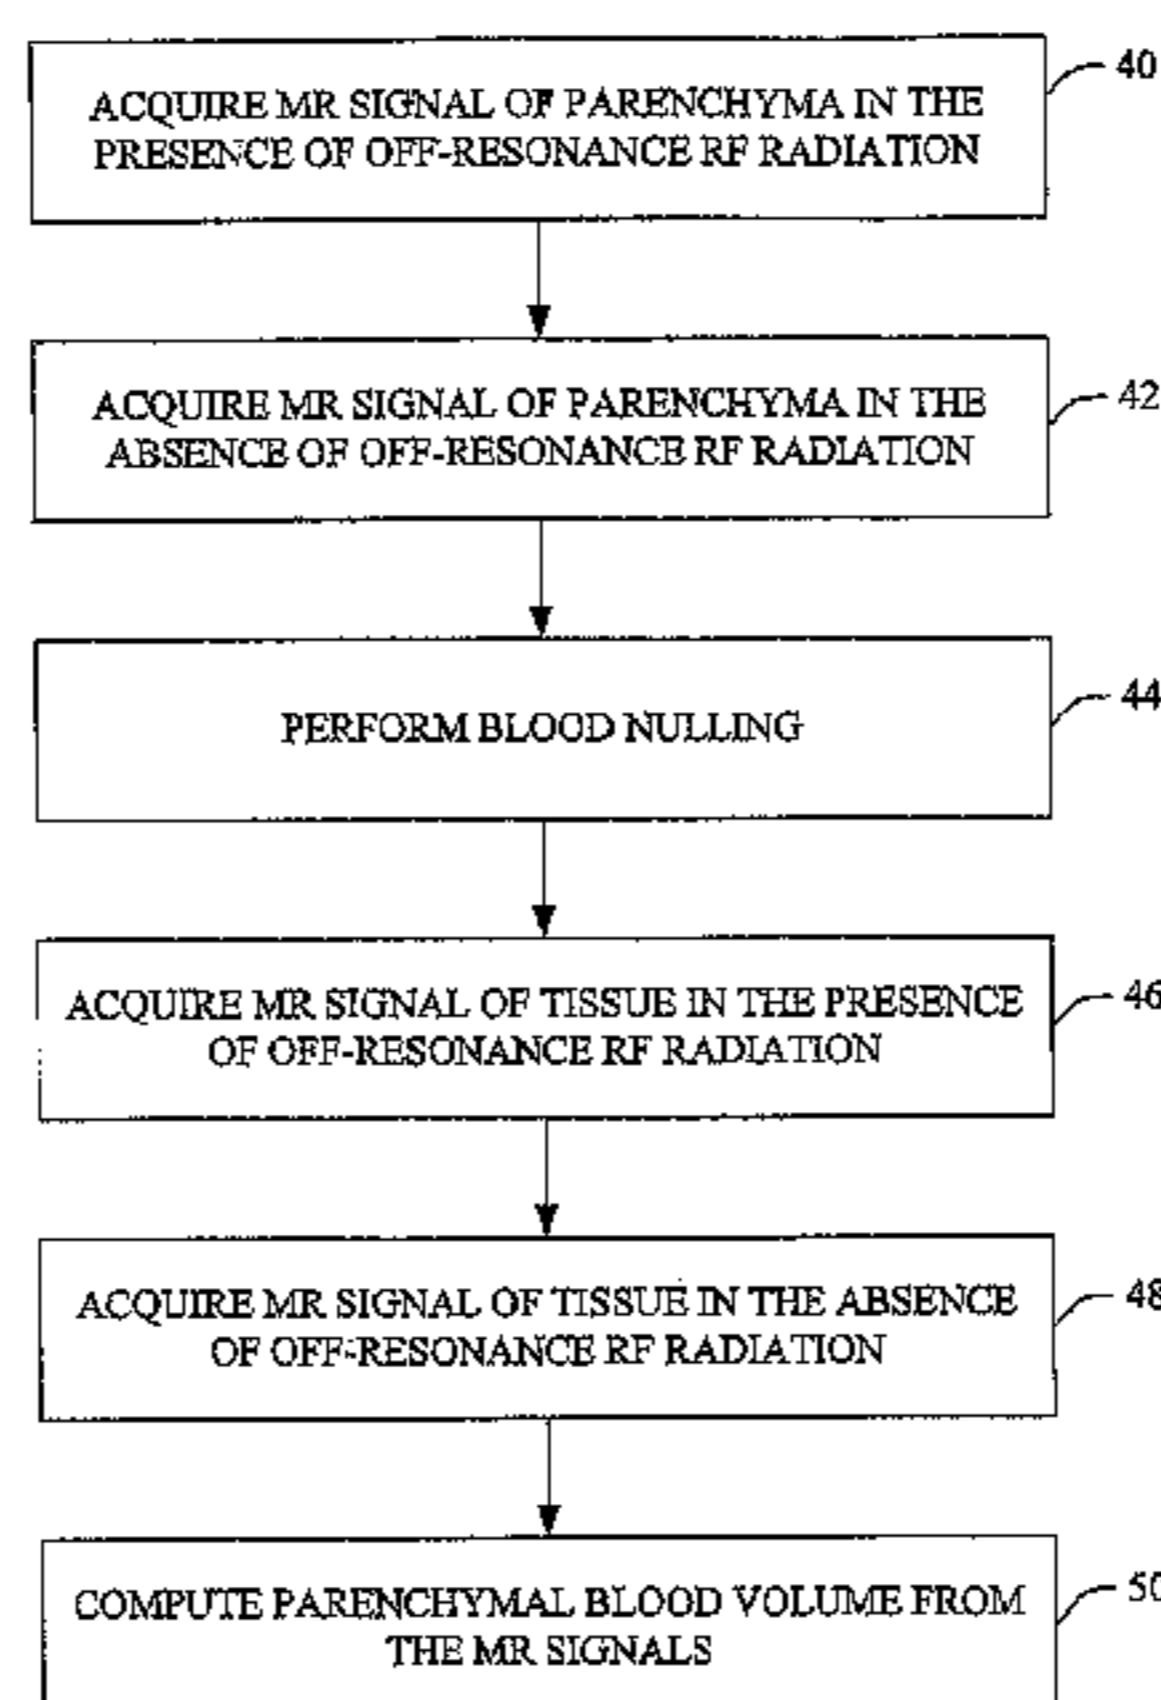 ACQUIRE MR SIGNAL OF PARENCHYMA IN THE
PRESENCE OF OFF-RESONANCE RF RADIATION
40
ACQUIRE MR SIGNAL OF PARENCHYMA IN THE
ABSENCE OF OFF-RESONANCE RF RADIATION
42
PERFORM BLOOD NULLING
44
ACQUIRE MR SIGNAL OF TISSUE IN THE PRESENCE
OF OFF-RESONANCE RF RADIATION
46
ACQUIRE MR SIGNAL OF TISSUE IN THE ABSENCE
OF OFF-RESONANCE RF RADIATION
48
COMPUTE PARENCHYMAL BLOOD VOLUME FROM
THE MR SIGNALS
50